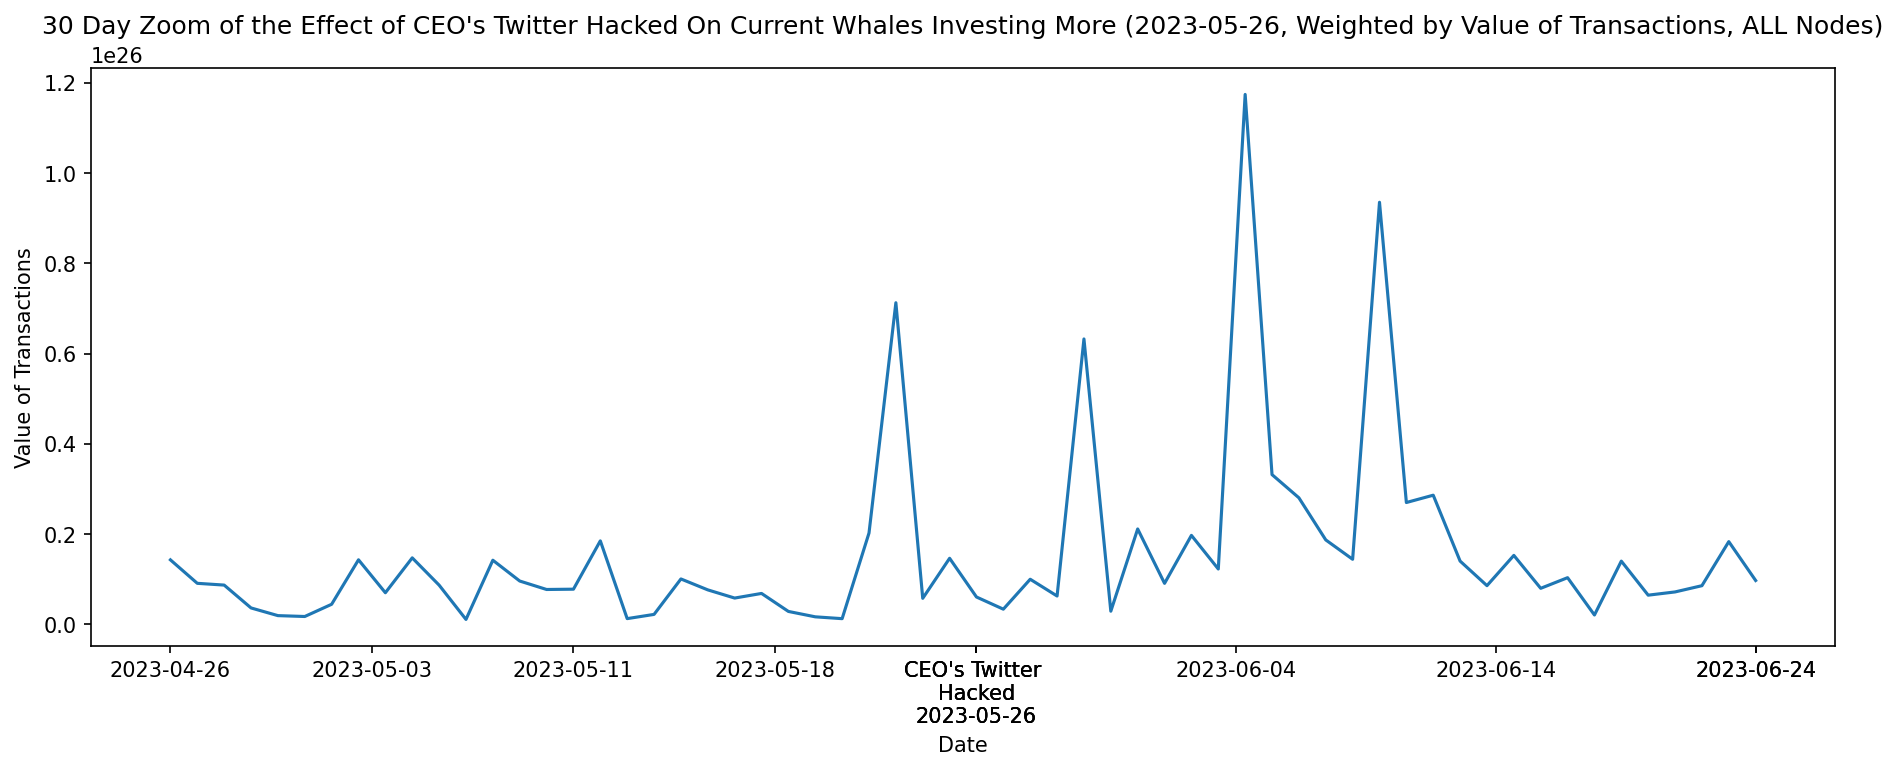 30 Day Zoom of the Effect of CEO's Twitter Hacked On Current Whales Investing More (2023-05-26, Weighted by Value of Transactions, ALL Nodes)
1e26
1.2
1.0
0.8
0.6
0.4
0.2
0.0
Value of Transactions
2023-04-26
2023-05-03
2023-05-11
2023-05-18
CEO's Twitter
Hacked
2023-05-26
2023-06-04
2023-06-14
2023-06-24
Date